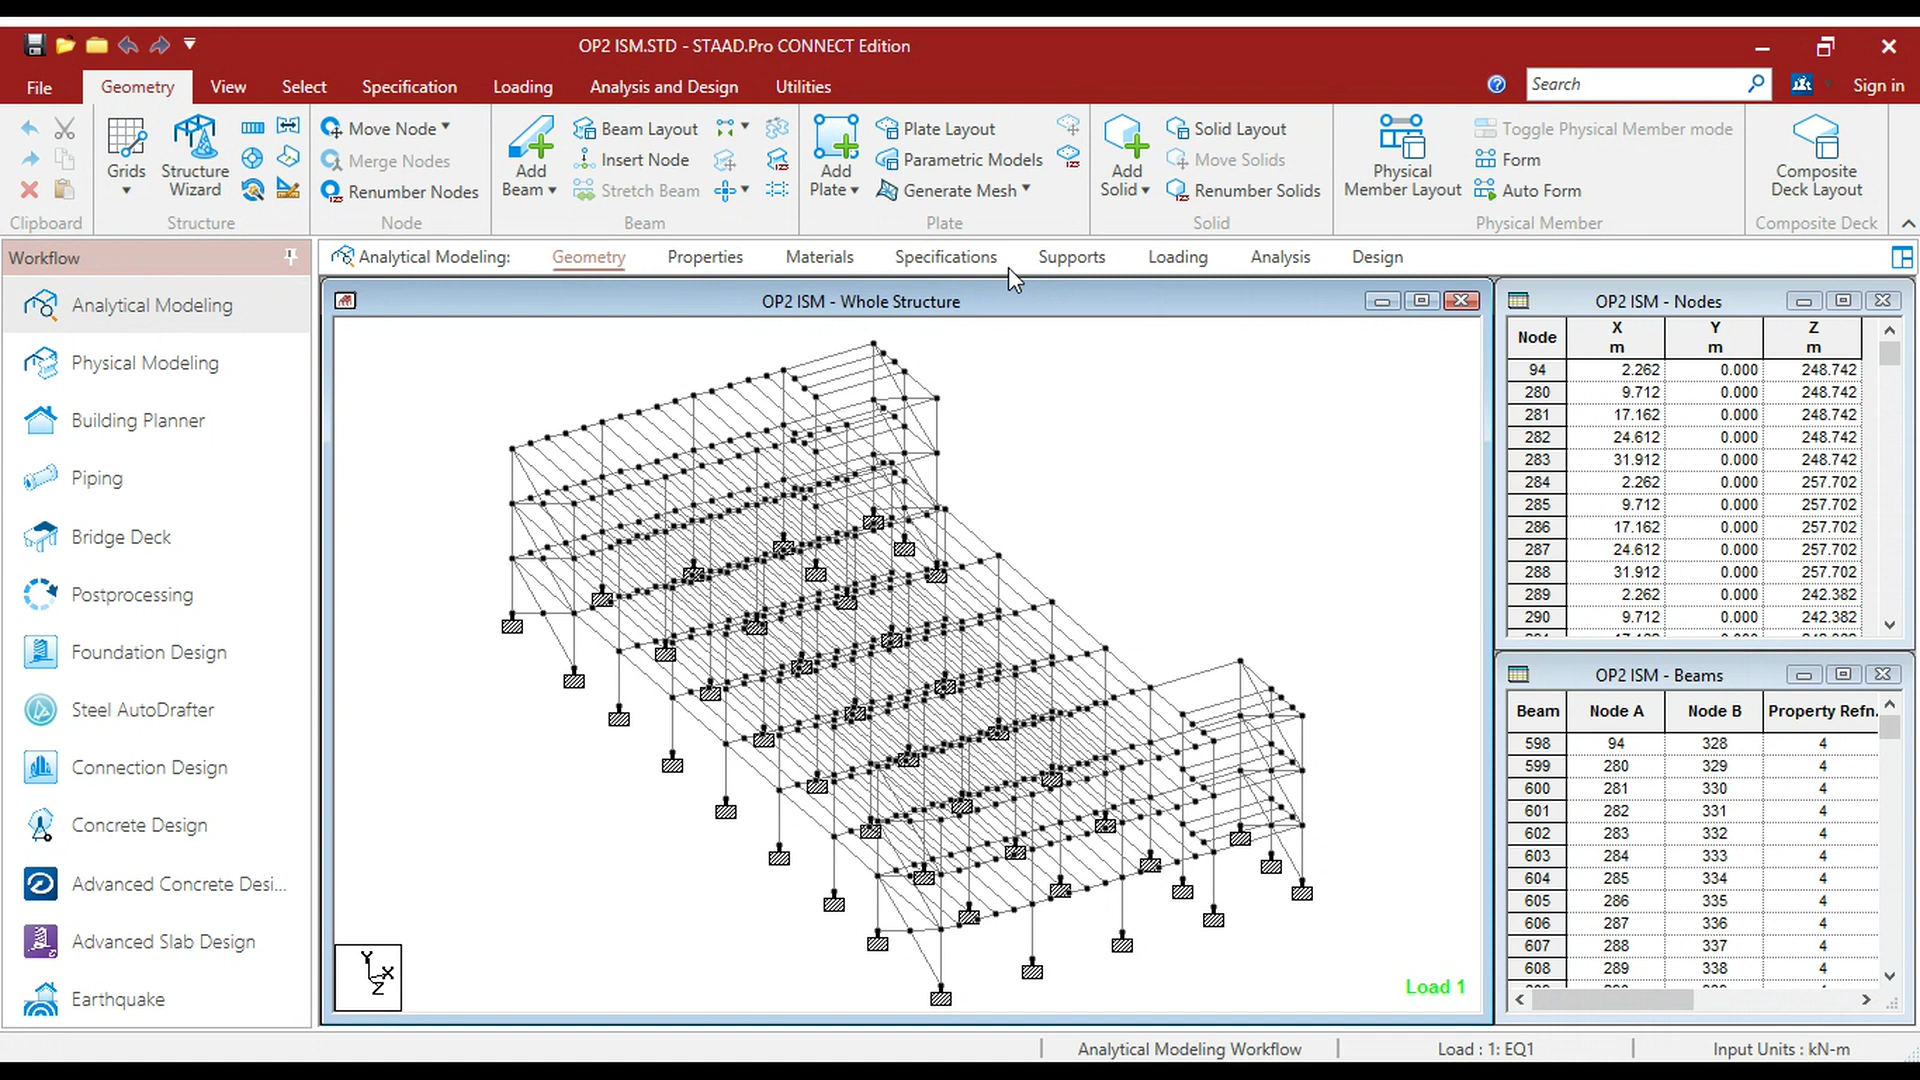 OP2 ISM.STD - STAAD.Pro CONNECT Edition
File Geometry View Select Specification Loading Analysis and Design Utilities Search Sign in
Move Node Beam Layout Plate Layout Solid Layout Toggle Physical Member mode
Merge Nodes Insert Node Parametric Models Move Solids Form
Renumber Nodes Stretch Beam Generate Mesh Renumber Solids Auto Form
Grids Structure Wizard Add Beam Add Plate Add Solid Physical Member Layout Composite Deck Layout
Clipboard Structure Node Beam Plate Solid Physical Member Composite Deck
Workflow
Analytical Modeling
Physical Modeling
Building Planner
Piping
Bridge Deck
Postprocessing
Foundation Design
Steel AutoDrafter
Connection Design
Concrete Design
Advanced Concrete Desi...
Advanced Slab Design
Earthquake
Analytical Modeling: Geometry Properties Materials Specifications Supports Loading Analysis Design
OP2 ISM - Whole Structure
Y
X
Z
Load 1
OP2 ISM - Nodes
Node X m Y m Z m
94 2.262 0.000 248.742
280 9.712 0.000 248.742
281 17.162 0.000 248.742
282 24.612 0.000 248.742
283 31.912 0.000 248.742
284 2.262 0.000 257.702
285 9.712 0.000 257.702
286 17.162 0.000 257.702
287 24.612 0.000 257.702
288 31.912 0.000 257.702
289 2.262 0.000 242.382
290 9.712 0.000 242.382
OP2 ISM - Beams
Beam Node A Node B Property Refn.
598 94 328 4
599 280 329 4
600 281 330 4
601 282 331 4
602 283 332 4
603 284 333 4
604 285 334 4
605 286 335 4
606 287 336 4
607 288 337 4
608 289 338 4
Analytical Modeling Workflow Load : 1: EQ1 Input Units : kN-m